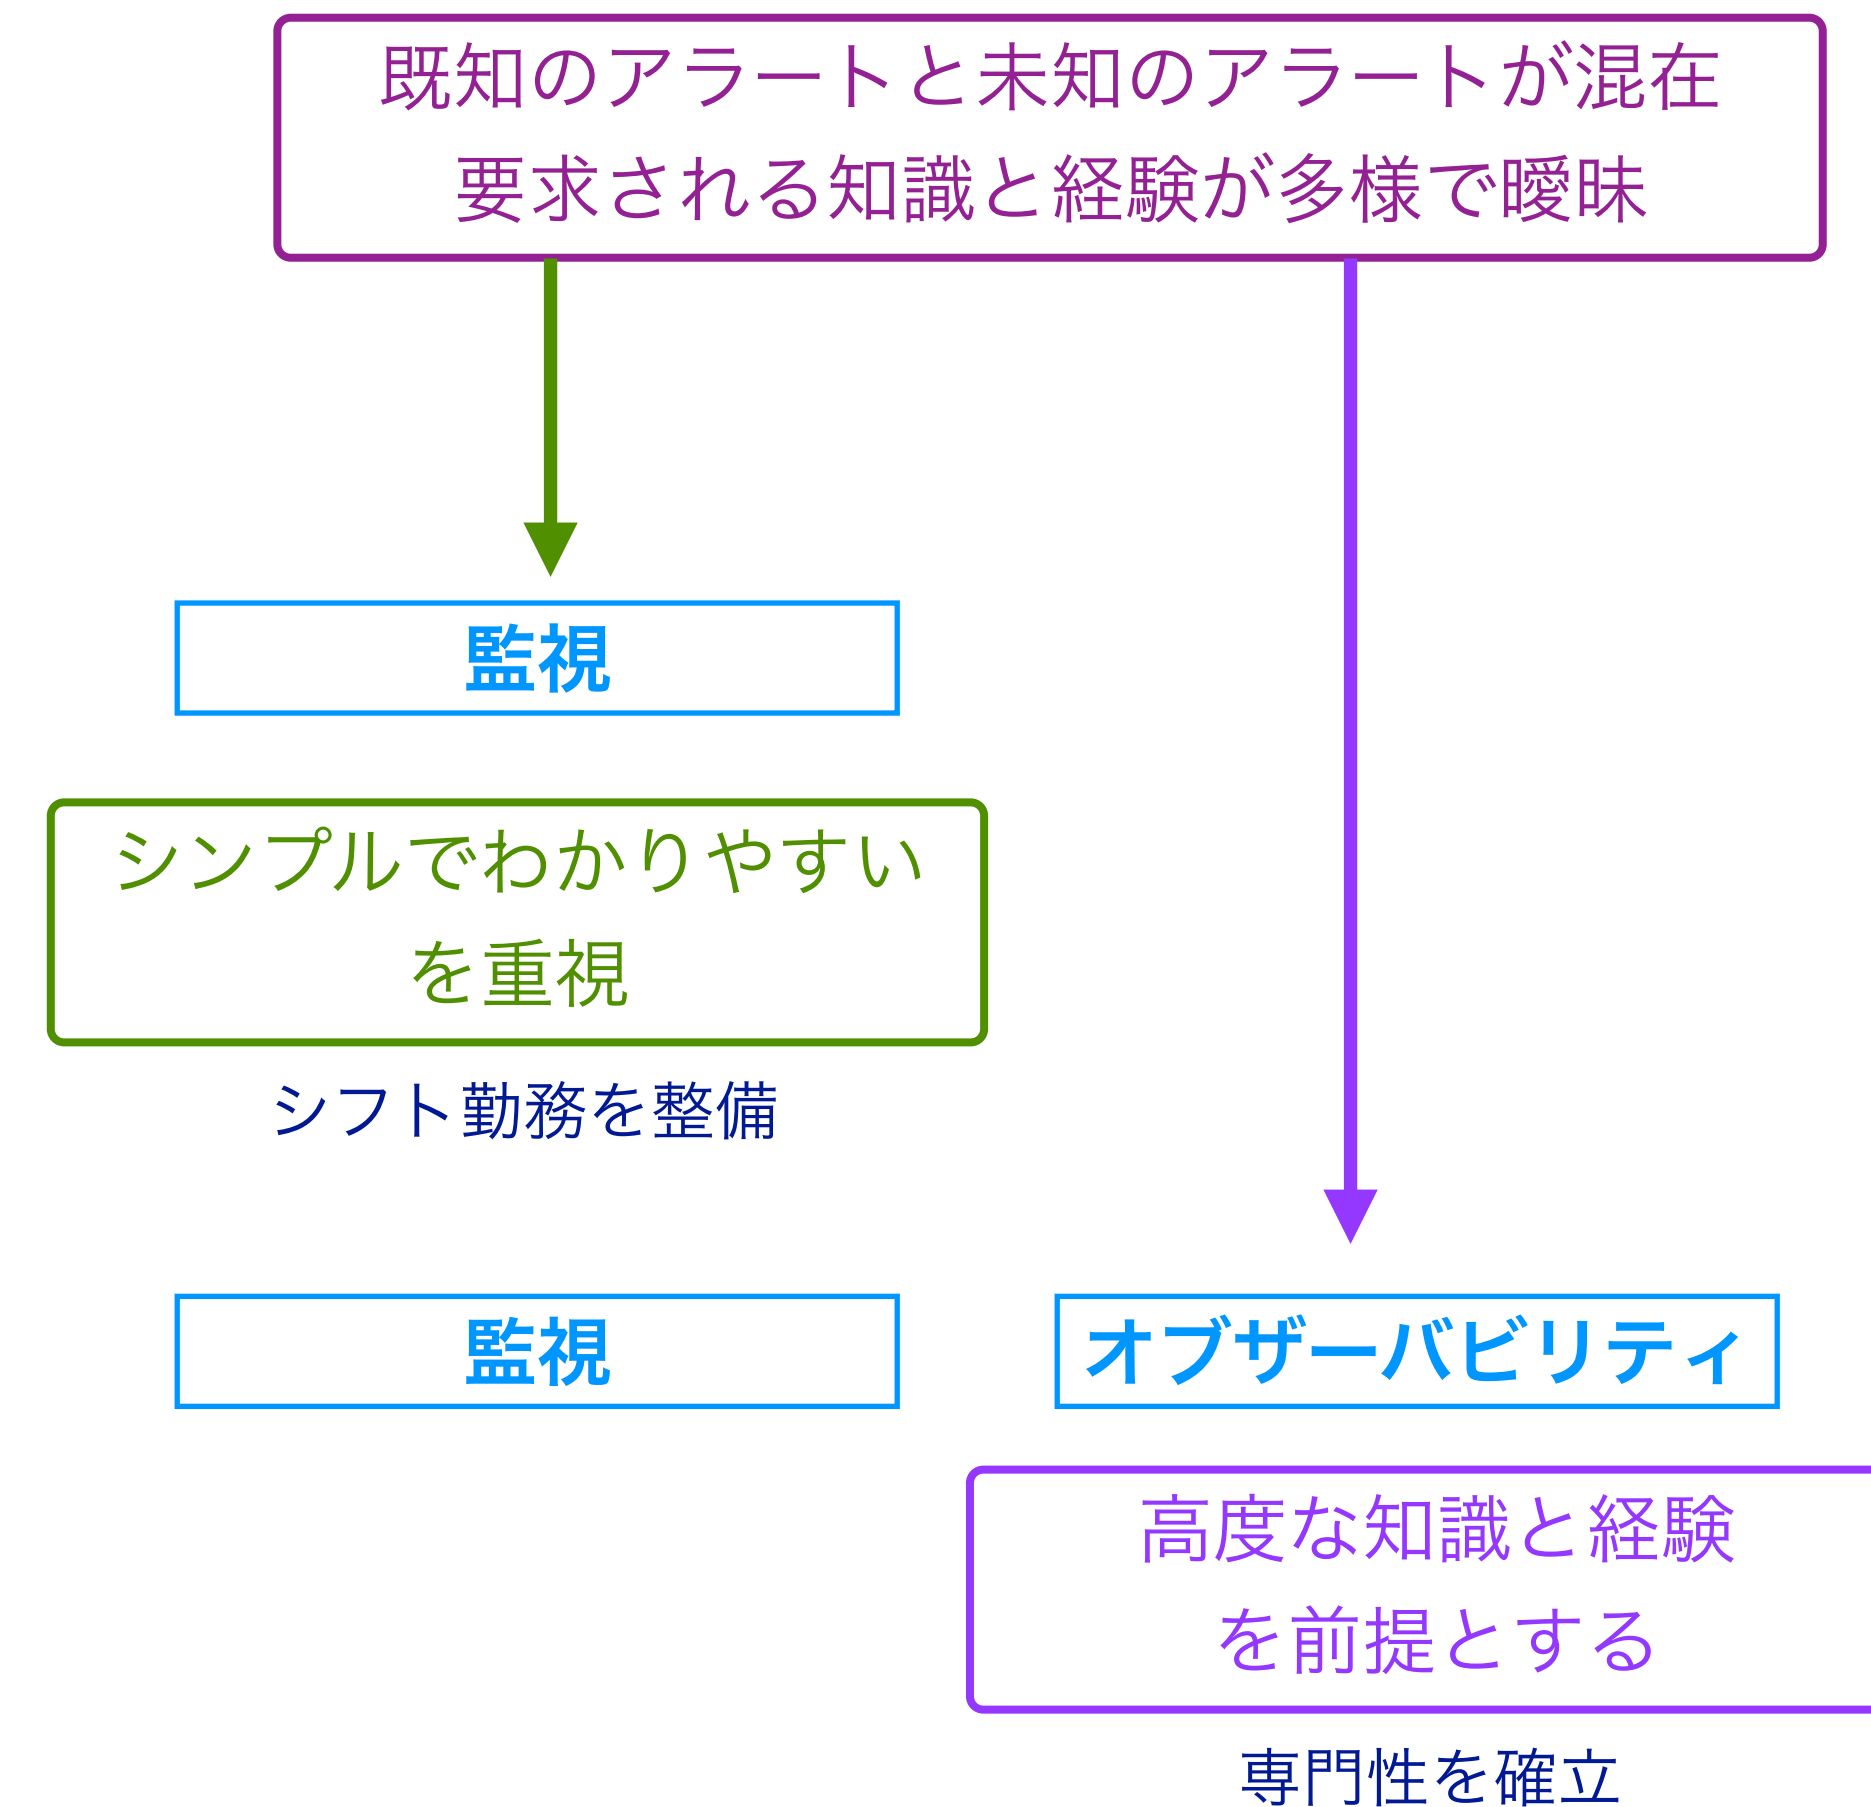 既知のアラートと未知のアラートが混在
要求される知識と経験が多様で曖昧
監視
シンプルでわかりやすい
を重視
シフト勤務を整備
監視
オブザーバビリティ
高度な知識と経験
を前提とする
専門性を確立